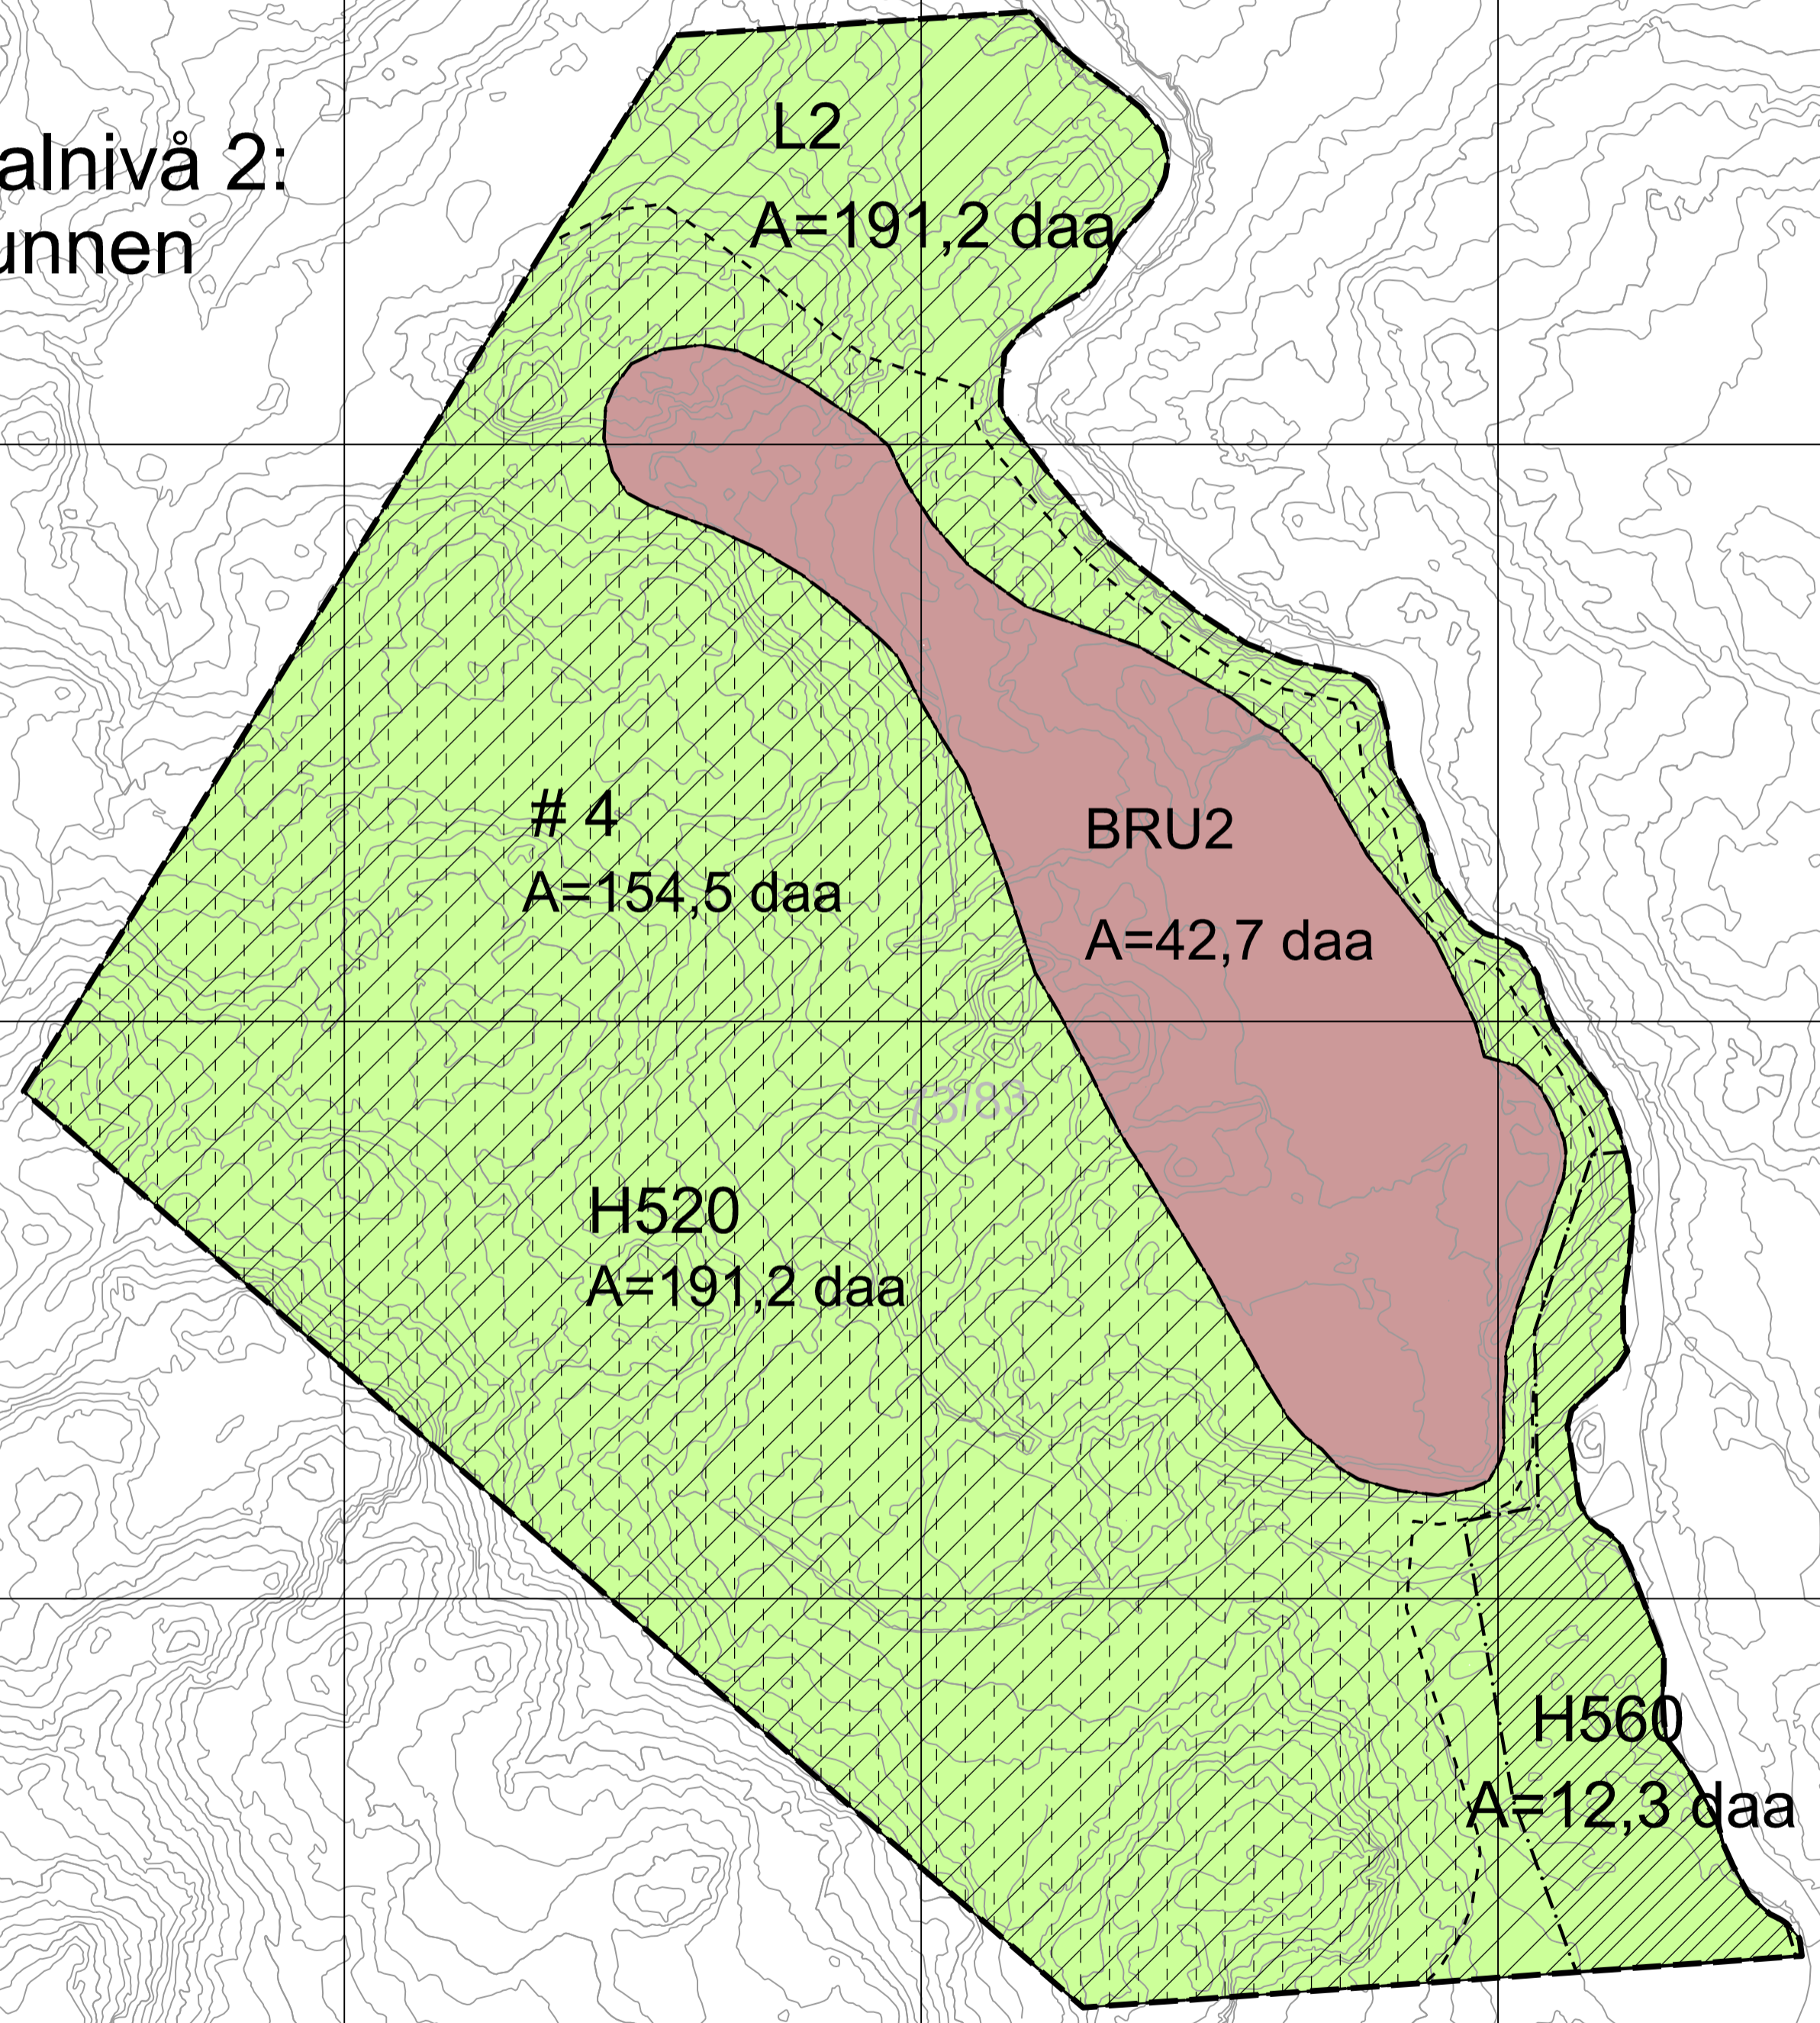 alnivå 2:
unnen
L2
A=191,2 daa
# 4
A=154,5 daa
BRU2
A=42,7 daa
73/83
H520
A=191,2 daa
H560
A=12,3 daa